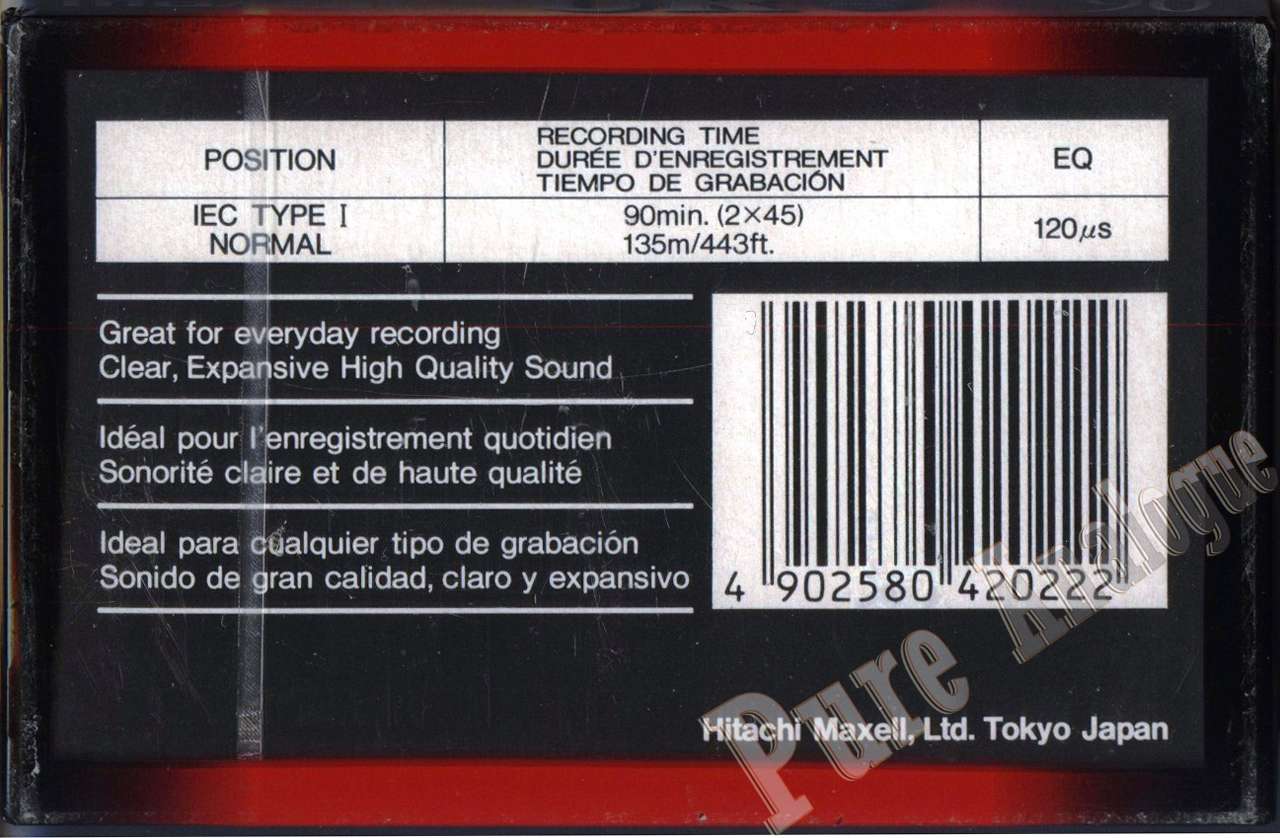 POSITION
RECORDING TIME
DURÉE D'ENREGISTREMENT
TIEMPO DE GRABACIÓN
EQ
IEC TYPE I
NORMAL
90min. (2×45)
135m/443ft.
120μs
Great for everyday recording
Clear, Expansive High Quality Sound
Idéal pour l'enregistrement quotidien
Sonorité claire et de haute qualité
Ideal para cualquier tipo de grabación
Sonido de gran calidad, claro y expansivo
4 902580 420222
Hitachi Maxell, Ltd. Tokyo Japan
Pure Analogue